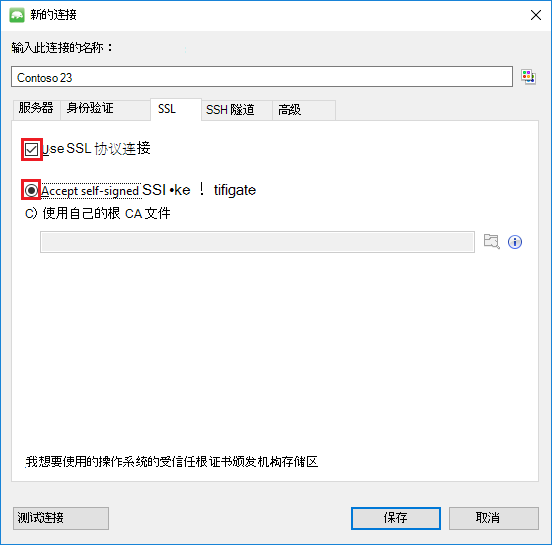 新的连接
输入此连接的名称：
Contoso 23
服务器 身份验证 SSL SSH 隧道 高级
use SSL 协议连接
Accept self-signed SSI •ke ！ tifigate
C) 使用自己的根 CA 文件
我想要使用的操作系统的受信任根证书颁发机构存储区
测试连接 保存 取消